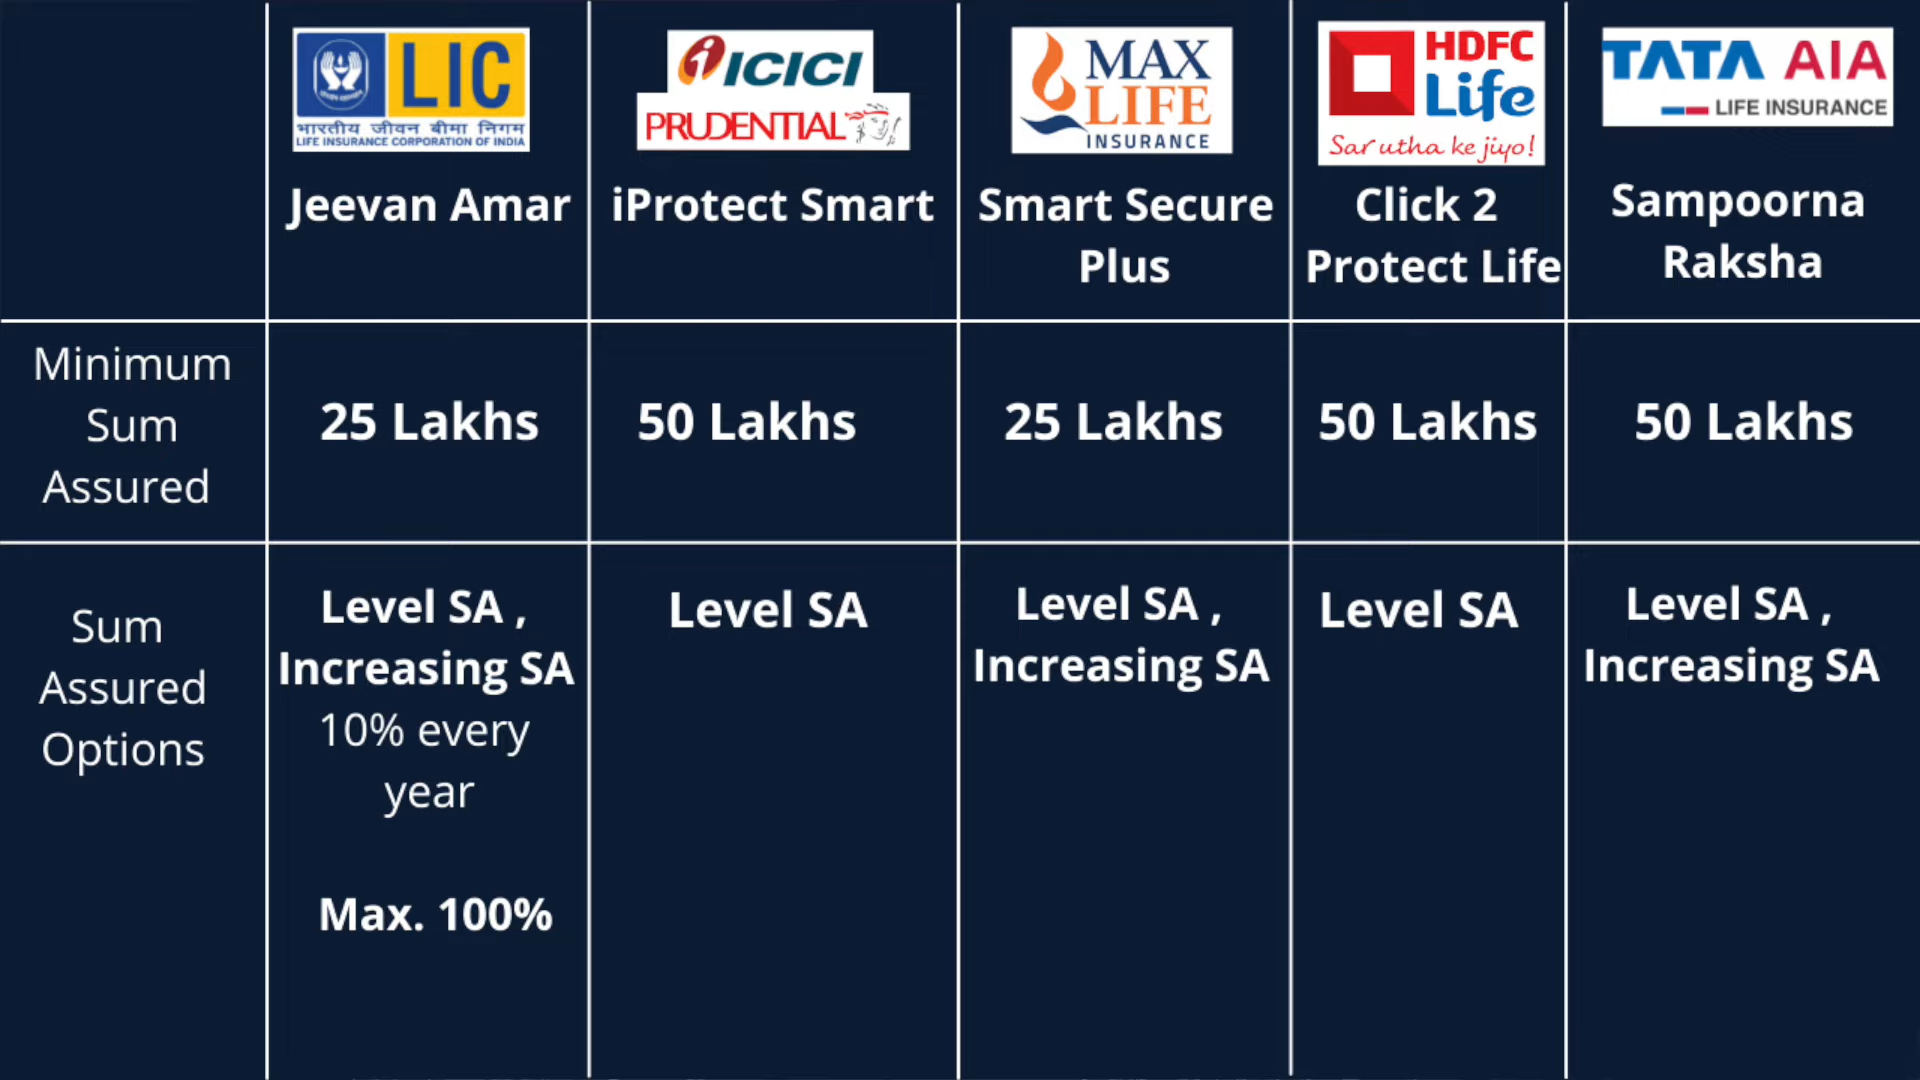 LIC
भारतीय जीवन बीमा निगम
LIFE INSURANCE CORPORATION OF INDIA
Jeevan Amar
ICICI
PRUDENTIAL
iProtect Smart
MAX
LIFE
INSURANCE
Smart Secure
Plus
HDFC
Life
Sar utha ke jiyo!
Click 2
Protect Life
TATA AIA
LIFE INSURANCE
Sampoorna
Raksha
Minimum
Sum
Assured
25 Lakhs
50 Lakhs
25 Lakhs
50 Lakhs
50 Lakhs
Sum
Assured
Options
Level SA ,
Increasing SA
10% every
year
Max. 100%
Level SA
Level SA ,
Increasing SA
Level SA
Level SA ,
Increasing SA